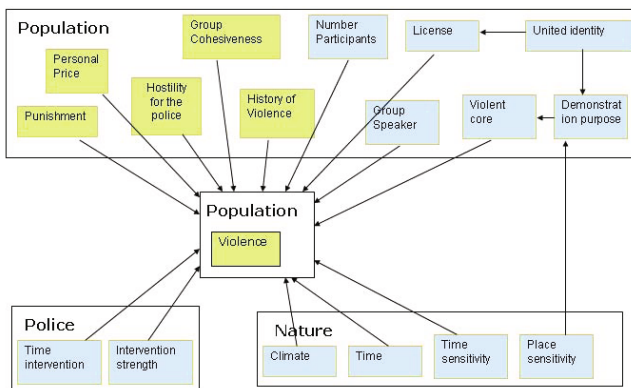 Population
Group
Cohesiveness
Number
Participants
License
United identity
Personal
Price
Hostility
for the
police
History of
Violence
Punishment
Group
Speaker
Violent
core
Demonstrat
ion purpose
Population
Violence
Police
Time
intervention
Intervention
strength
Nature
Climate
Time
Time
sensitivity
Place
sensitivity